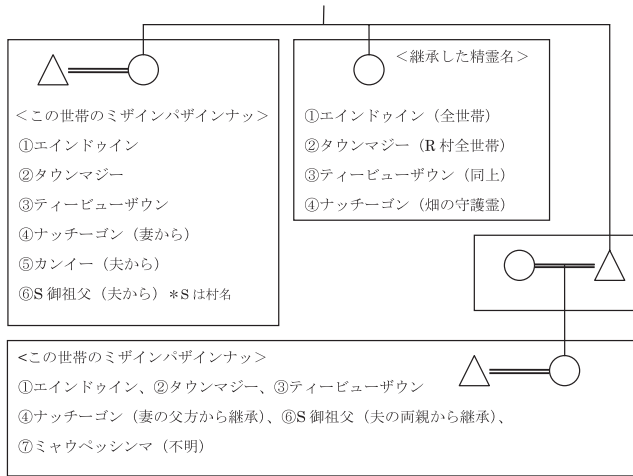 ＜この世帯のミザインパザインナッ＞
①エインドゥイン
②タウンマジー
③ティービューザウン
④ナッチーゴン（妻から）
⑤カンイー（夫から）
⑥S 御祖父（夫から）＊S は村名
＜継承した精霊名＞
①エインドゥイン（全世帯）
②タウンマジー（R 村全世帯）
③ティービューザウン（同上）
④ナッチーゴン（畑の守護霊）
<この世帯のミザインパザインナッ＞
①エインドゥイン、②タウンマジー、③ティービューザウン
④ナッチーゴン（妻の父方から継承）、⑥S 御祖父（夫の両親から継承）、
⑦ミャウペッシンマ（不明）